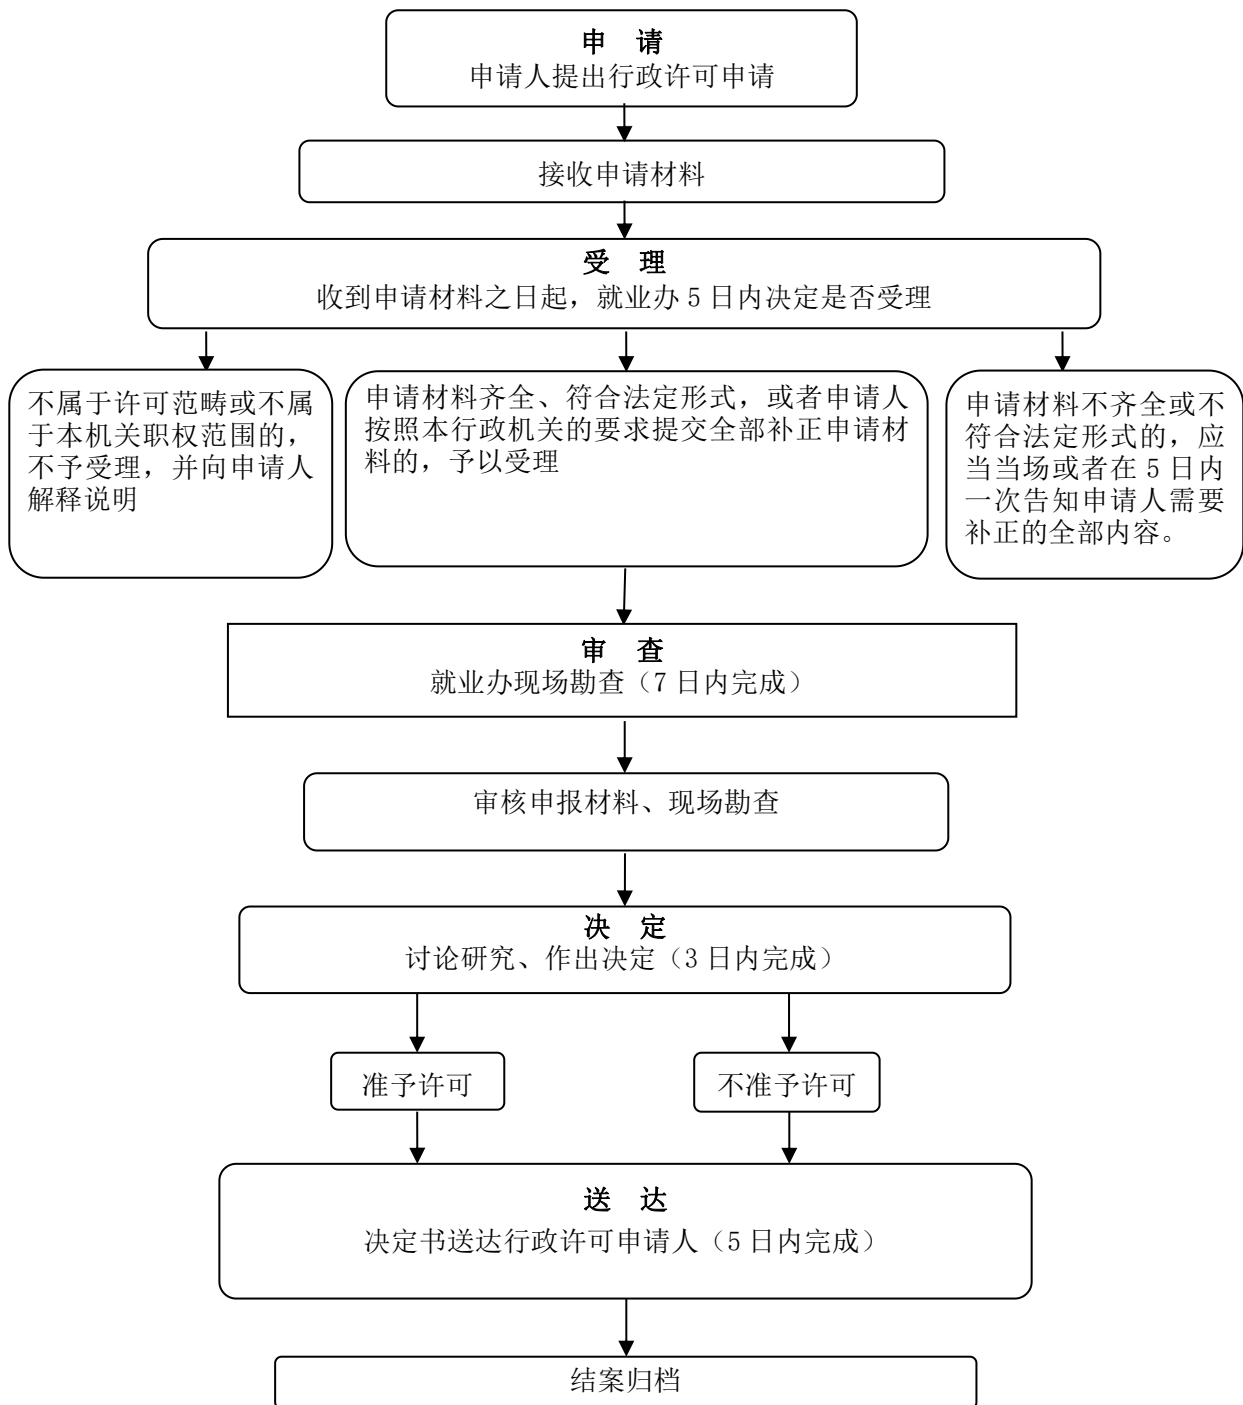 申 请
申请人提出行政许可申请
接收申请材料
受 理
收到申请材料之日起，就业办 5 日内决定是否受理
不属于许可范畴或不属
于本机关职权范围的，
不予受理，并向申请人
解释说明
申请材料齐全、符合法定形式，或者申请人
按照本行政机关的要求提交全部补正申请材
料的，予以受理
申请材料不齐全或不
符合法定形式的，应
当当场或者在 5 日内
一次告知申请人需要
补正的全部内容。
审 查
就业办现场勘查（7 日内完成）
审核申报材料、现场勘查
决 定
讨论研究、作出决定（3 日内完成）
准予许可
不准予许可
送 达
决定书送达行政许可申请人（5 日内完成）
结案归档